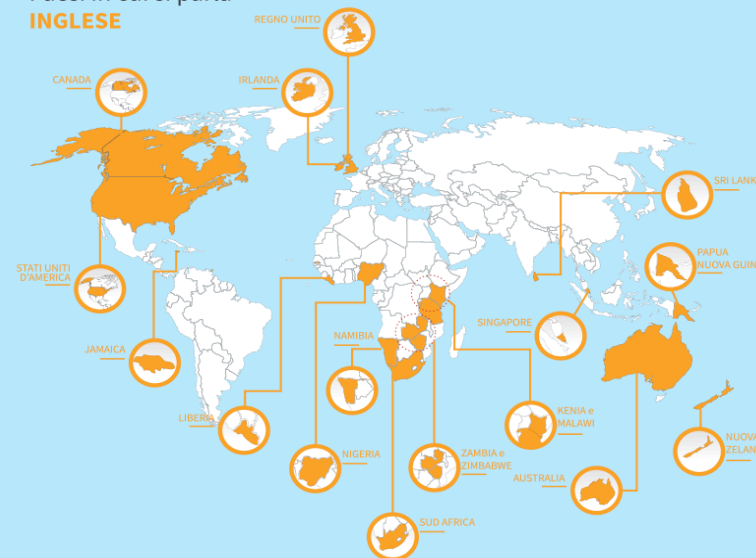 INGLESE
REGNO UNITO
CANADA
IRLANDA
SRI LANK
PAPUA
NUOVA GUIN
STATI UNITI
D'AMERICA
SINGAPORE
NAMIBIA
JAMAICA
LIBERIA
KENIA e
MALAWI
NUOVA
ZELAN
NIGERIA
ZAMBIA e
ZIMBABWE
AUSTRALIA
SUD AFRICA